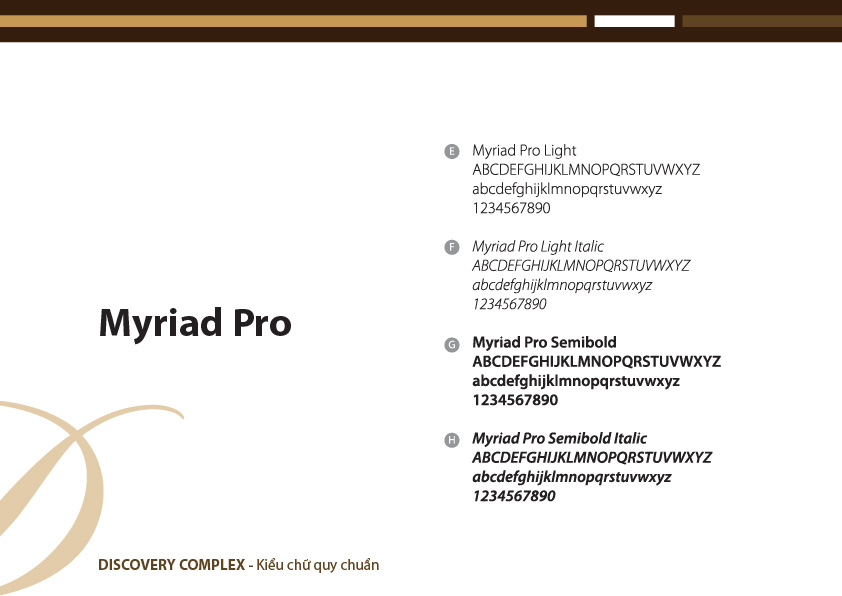 Myriad Pro
E Myriad Pro Light
ABCDEFGHIJKLMNOPQRSTUVWXYZ
abcdefghijklmnopqrstuvwxyz
1234567890
F Myriad Pro Light Italic
ABCDEFGHIJKLMNOPQRSTUVWXYZ
abcdefghijklmnopqrstuvwxyz
1234567890
G Myriad Pro Semibold
ABCDEFGHIJKLMNOPQRSTUVWXYZ
abcdefghijklmnopqrstuvwxyz
1234567890
H Myriad Pro Semibold Italic
ABCDEFGHIJKLMNOPQRSTUVWXYZ
abcdefghijklmnopqrstuvwxyz
1234567890
DISCOVERY COMPLEX - Kiểu chữ quy chuẩn